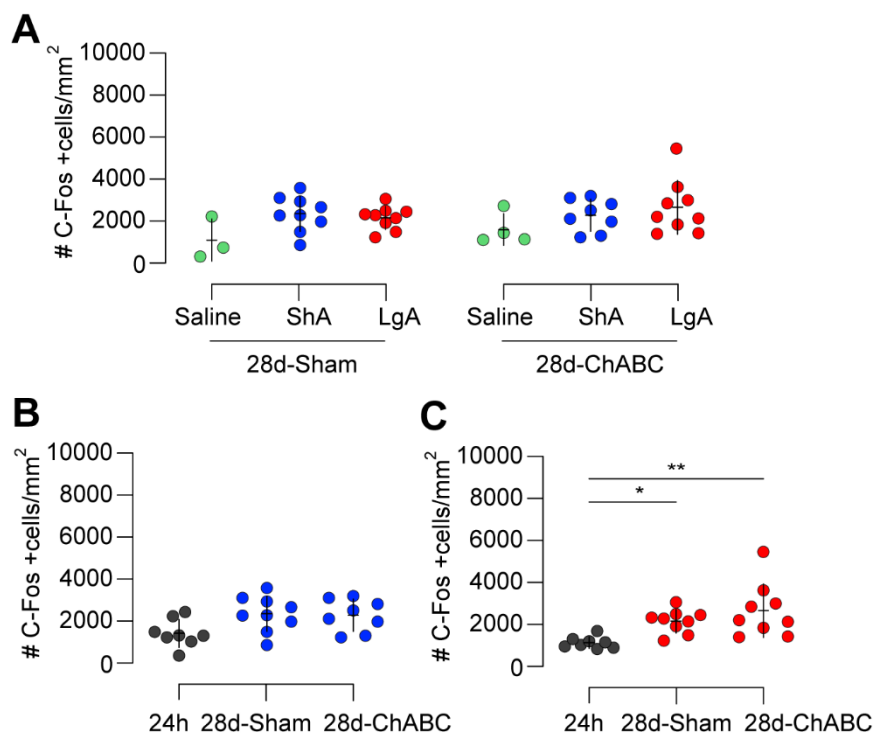 A
# C-Fos +cells/mm²
10000
8000
6000
4000
2000
0
Saline ShA LgA Saline ShA LgA
28d-Sham 28d-ChABC
B
# C-Fos +cells/mm²
10000
8000
6000
4000
2000
0
24h 28d-Sham 28d-ChABC
C
# C-Fos +cells/mm²
10000
8000
6000
4000
2000
0
**
*
24h 28d-Sham 28d-ChABC